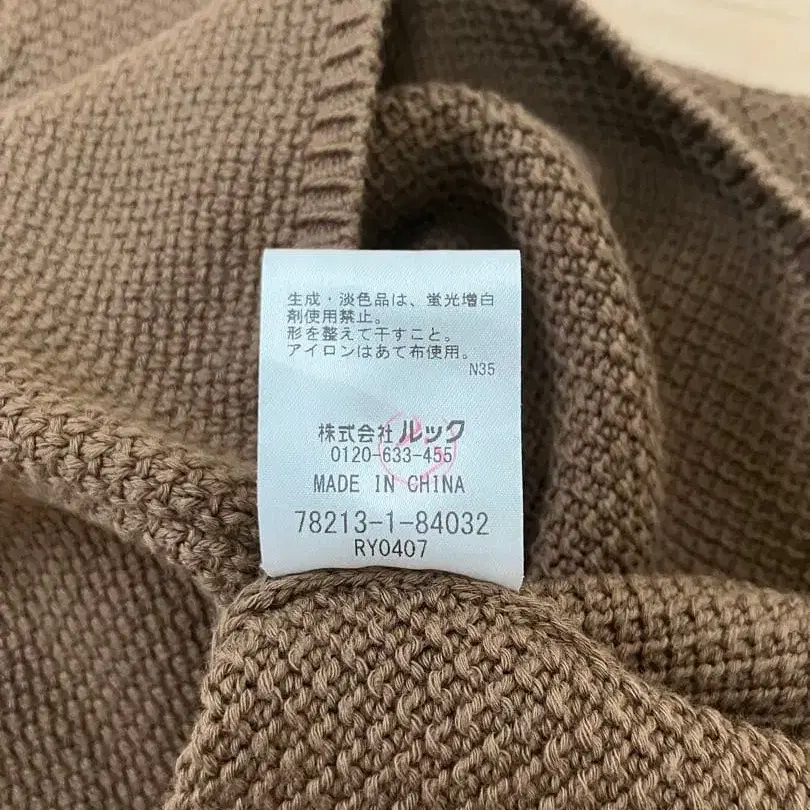 生成・淡色品は、蛍光増白
剤使用禁止。
形を整えて干すこと。
アイロンはあて布使用。
N35
株式会社ルック
0120-633-455
MADE IN CHINA
78213-1-84032
RY0407